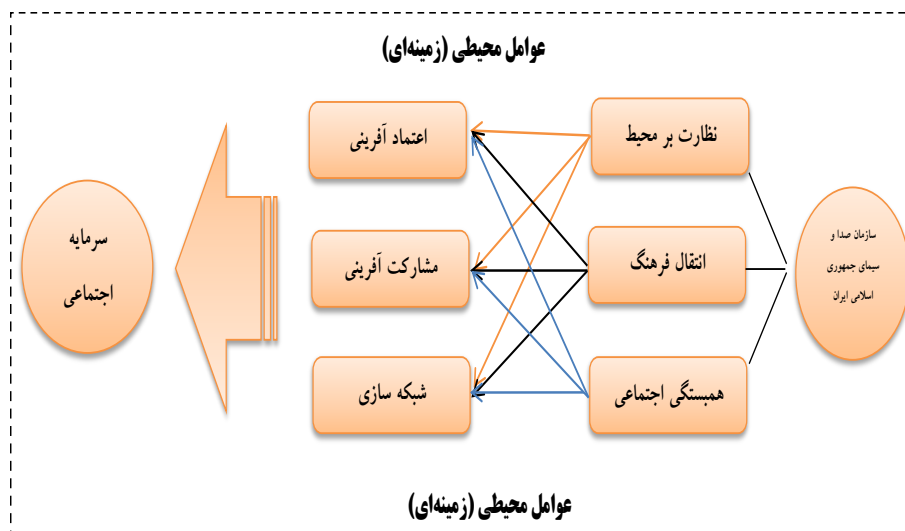 عوامل محیطی (زمینه‌ای)
نظارت بر محیط
اعتماد آفرینی
سازمان صدا و
سیمای جمهوری
اسلامی ایران
انتقال فرهنگ
مشارکت آفرینی
سرمایه
اجتماعی
همبستگی اجتماعی
شبکه سازی
عوامل محیطی (زمینه‌ای)